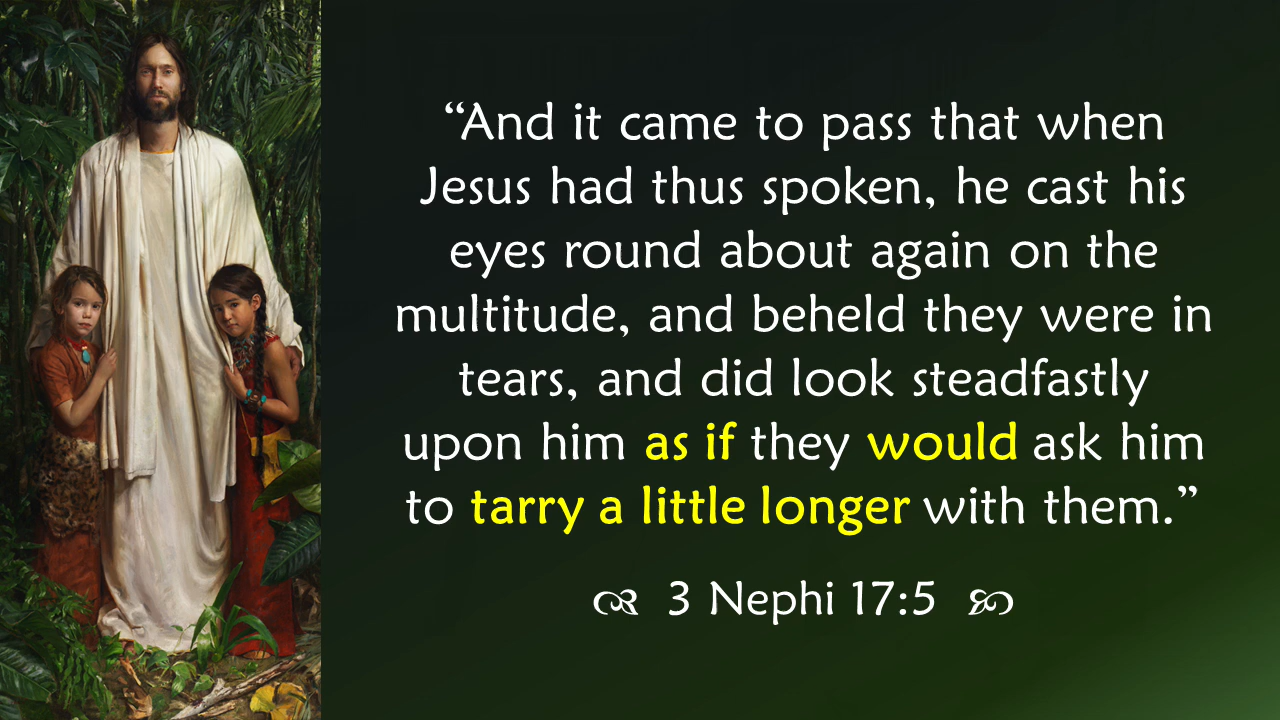 “And it came to pass that when
Jesus had thus spoken, he cast his
eyes round about again on the
multitude, and beheld they were in
tears, and did look steadfastly
upon him as if they would ask him
to tarry a little longer with them.”
3 Nephi 17:5